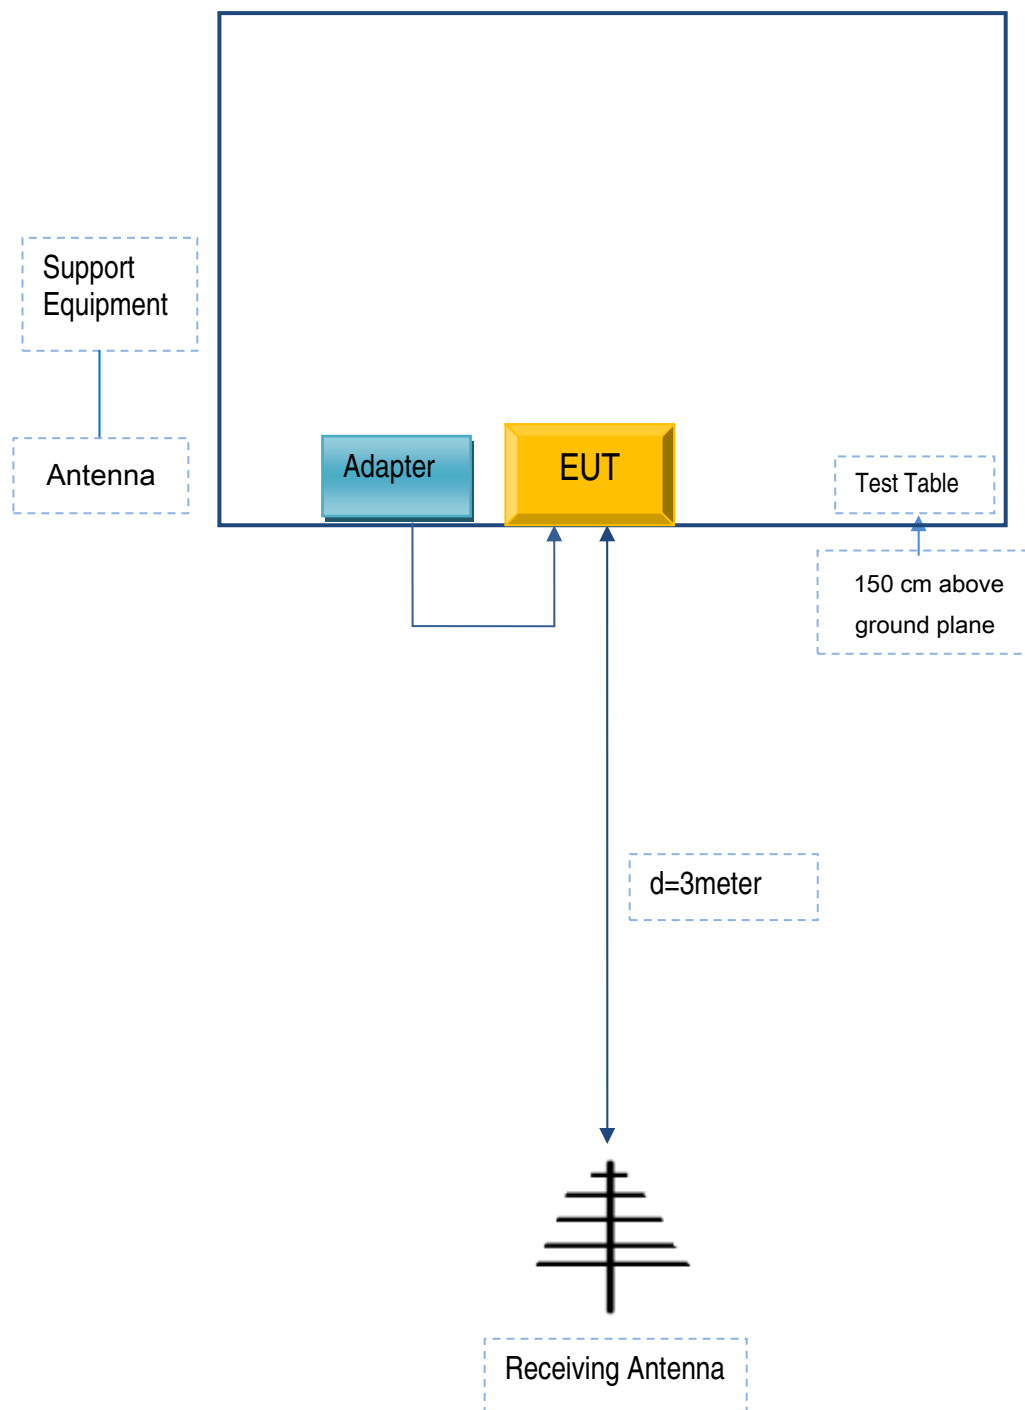 Support
Equipment
Antenna
Adapter
EUT
Test Table
150 cm above
ground plane
d=3meter
Receiving Antenna